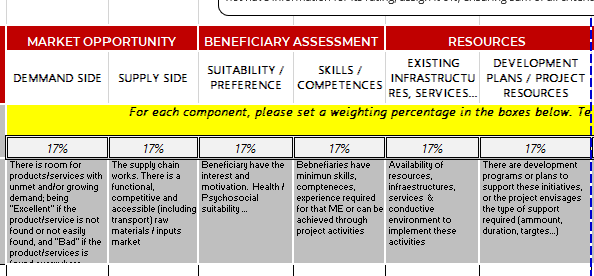 MARKET OPPORTUNITY BENEFICIARY ASSESSMENT RESOURCES
DEMMAND SIDE
SUPPLY SIDE
SUITABILITY /
PREFERENCE
SKILLS /
COMPETENCES
EXISTING
INFRASTRUCTU
RES, SERVICES...
DEVELOPMENT
PLANS / PROJECT
RESOURCES
For each component, please set a weighting percentage in the boxes below. Te
17% 17% 17% 17% 17% 17%
There is room for
products/services with
unmet and/or growing
demand; being
"Excellent" if the
product/service is not
found or not easily
found, and "Bad" if the
product/service is
found everywhere
The supply chain
works. There is a
functional,
competitive and
accessible (including
transport) raw
materials / inputs
market
Beneficiary have the
interest and
motivation. Health /
Psychosocial
suitability ...
Bebnefiaries have
minimun skills,
compteneces,
experience required
for that ME or can be
achieved through
project activities
Availability of
resources,
infraestructures,
services &
conductive
environment to
implement these
activities
There are development
programs or plans to
support these initiatives,
or the project envisages
the type of support
required (ammount,
duration, targtes...)